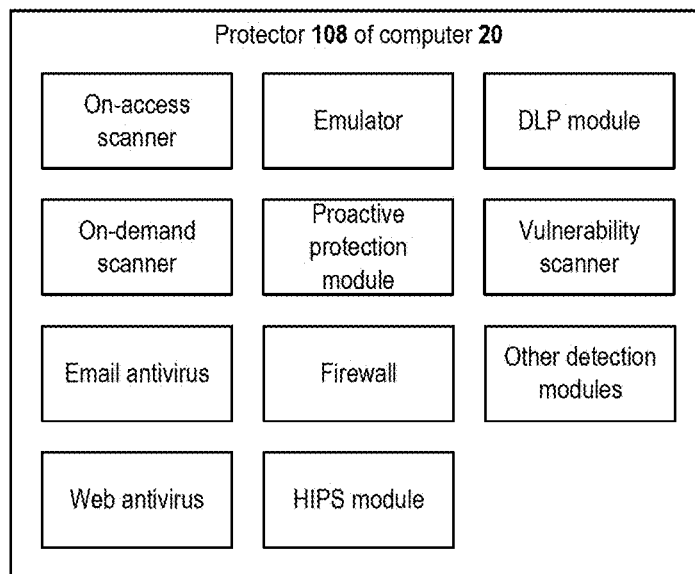 Protector 108 of computer 20
On-access
scanner
Emulator
DLP module
On-demand
scanner
Proactive
protection
module
Vulnerability
scanner
Email antivirus
Firewall
Other detection
modules
Web antivirus
HIPS module